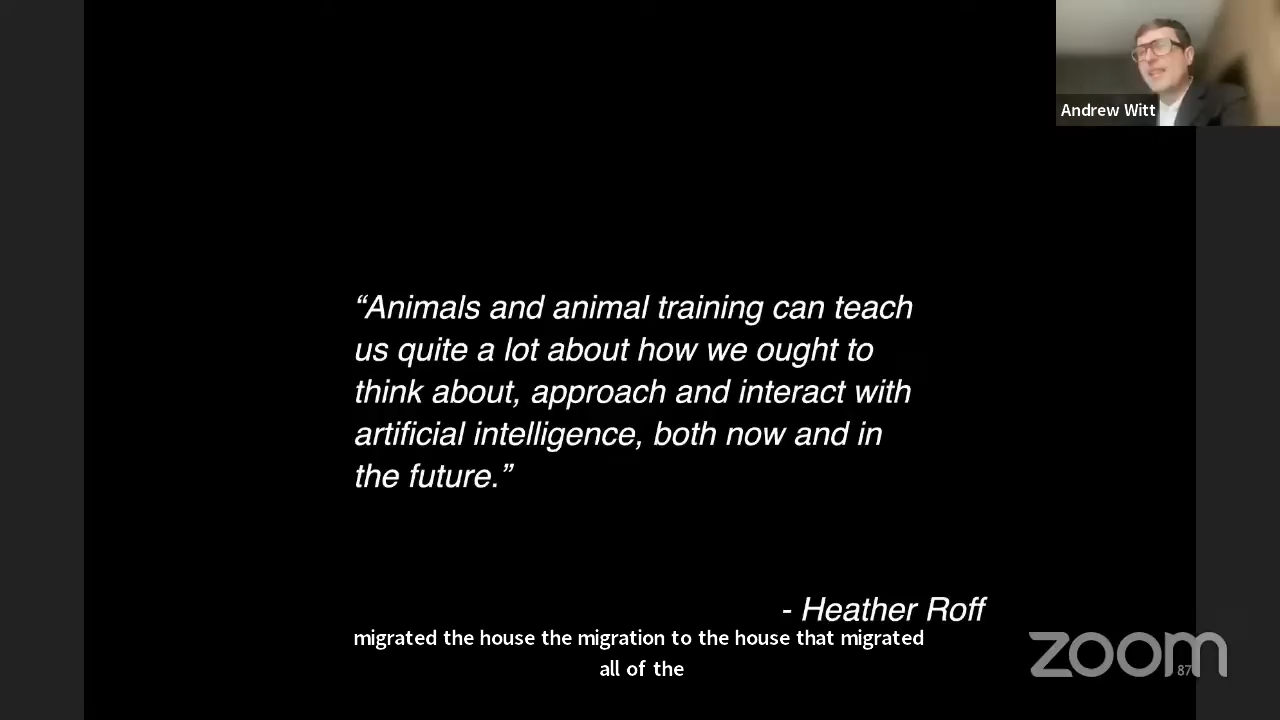 Andrew Witt
“Animals and animal training can teach
us quite a lot about how we ought to
think about, approach and interact with
artificial intelligence, both now and in
the future.”
- Heather Roff
migrated the house the migration to the house that migrated
all of the
zoom
87